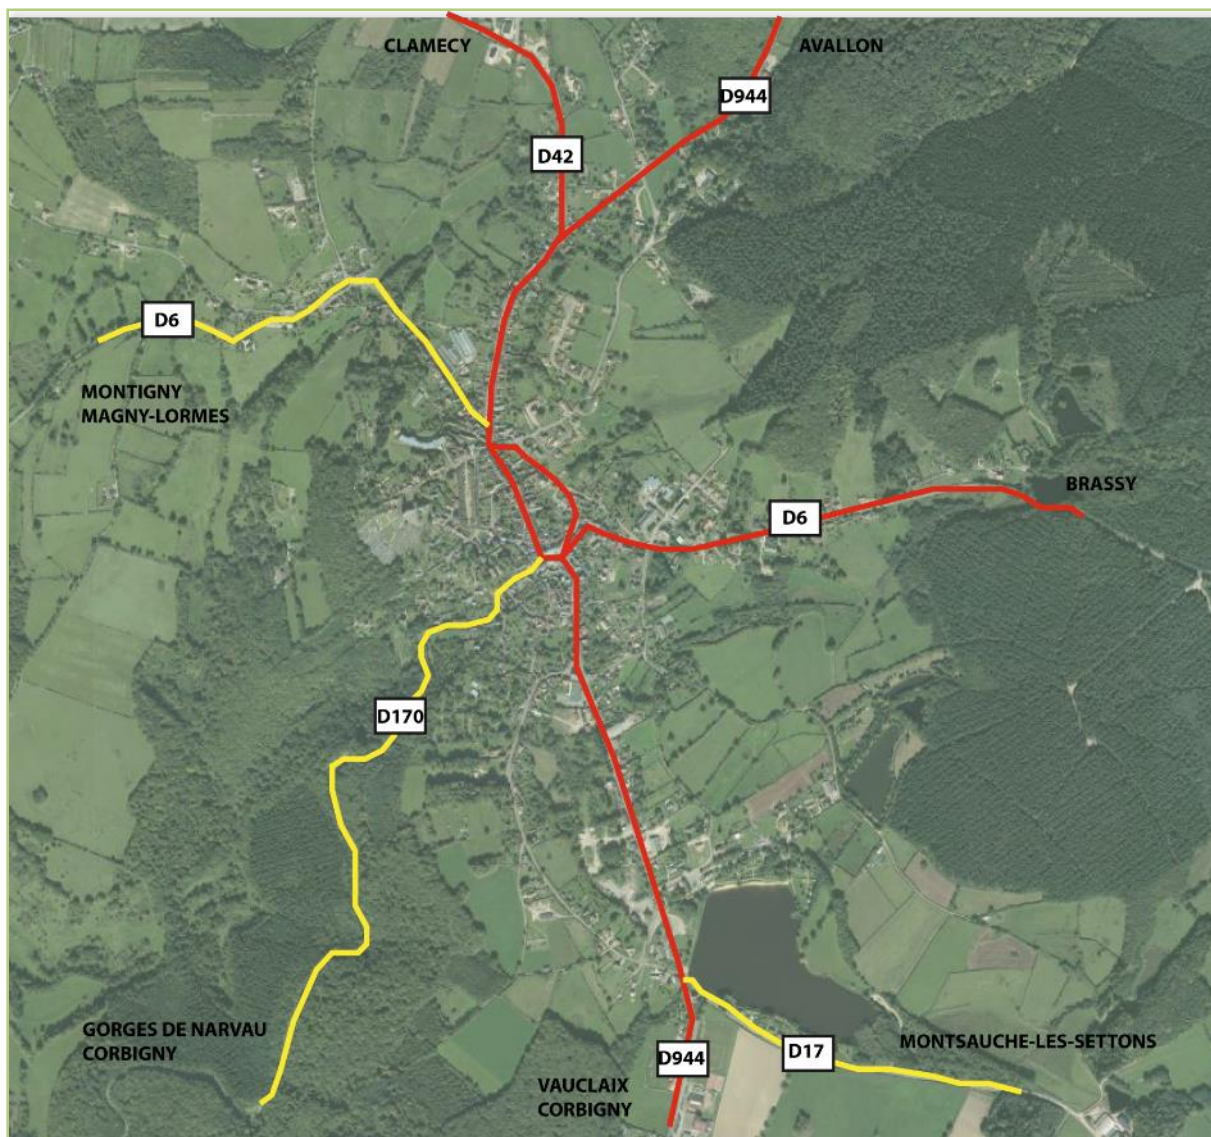 CLAMECY
AVALLON
D944
D42
D6
MONTIGNY
MAGNY-LORMES
BRASSY
D6
D170
GORGES DE NARVAU
CORBIGNY
MONTSAUCHE-LES-SETTONS
D17
D944
VAUCLAIX
CORBIGNY